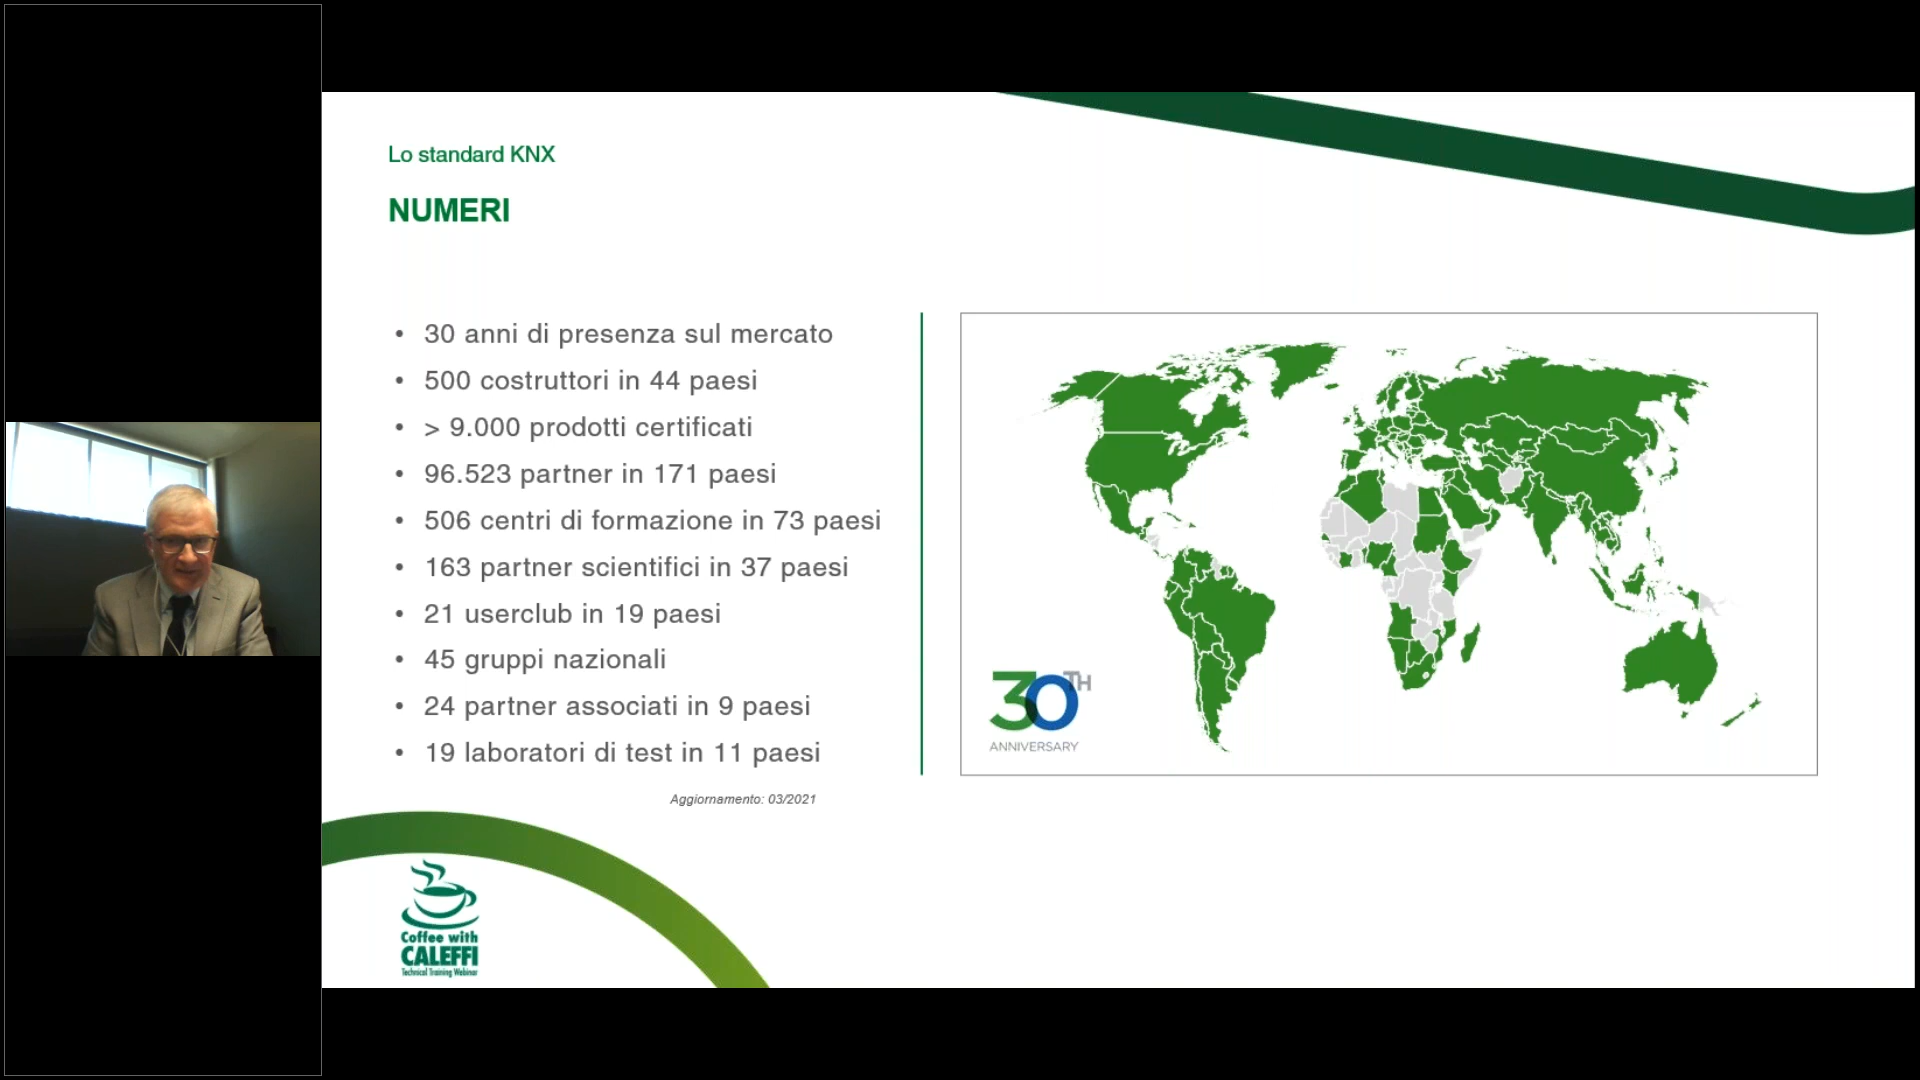 Lo standard KNX
NUMERI
• 30 anni di presenza sul mercato
• 500 costruttori in 44 paesi
• > 9.000 prodotti certificati
• 96.523 partner in 171 paesi
• 506 centri di formazione in 73 paesi
• 163 partner scientifici in 37 paesi
• 21 userclub in 19 paesi
• 45 gruppi nazionali
• 24 partner associati in 9 paesi
• 19 laboratori di test in 11 paesi
Aggiornamento: 03/2021
30TH
ANNIVERSARY
Coffee with
CALEFFI
Technical Training Webinar